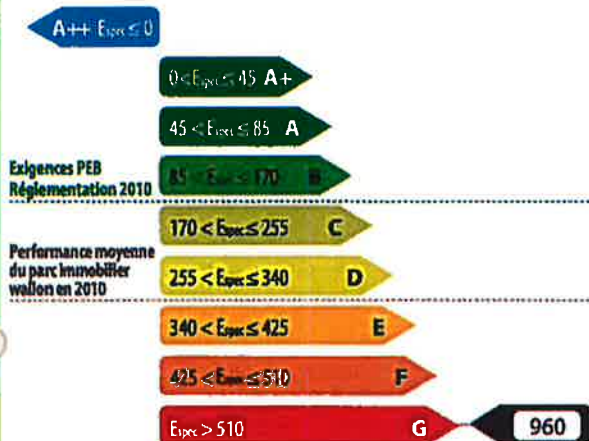 A++ Espec ≤ 0
0 < Espec ≤ 45 A+
45 < Espec ≤ 85 A
Exigences PEB
Réglementation 2010
85 < Espec ≤ 170 B
170 < Espec ≤ 255 C
Performance moyenne
du parc immobilier
wallon en 2010
255 < Espec ≤ 340 D
340 < Espec ≤ 425 E
425 < Espec ≤ 510 F
Espec > 510 G
960